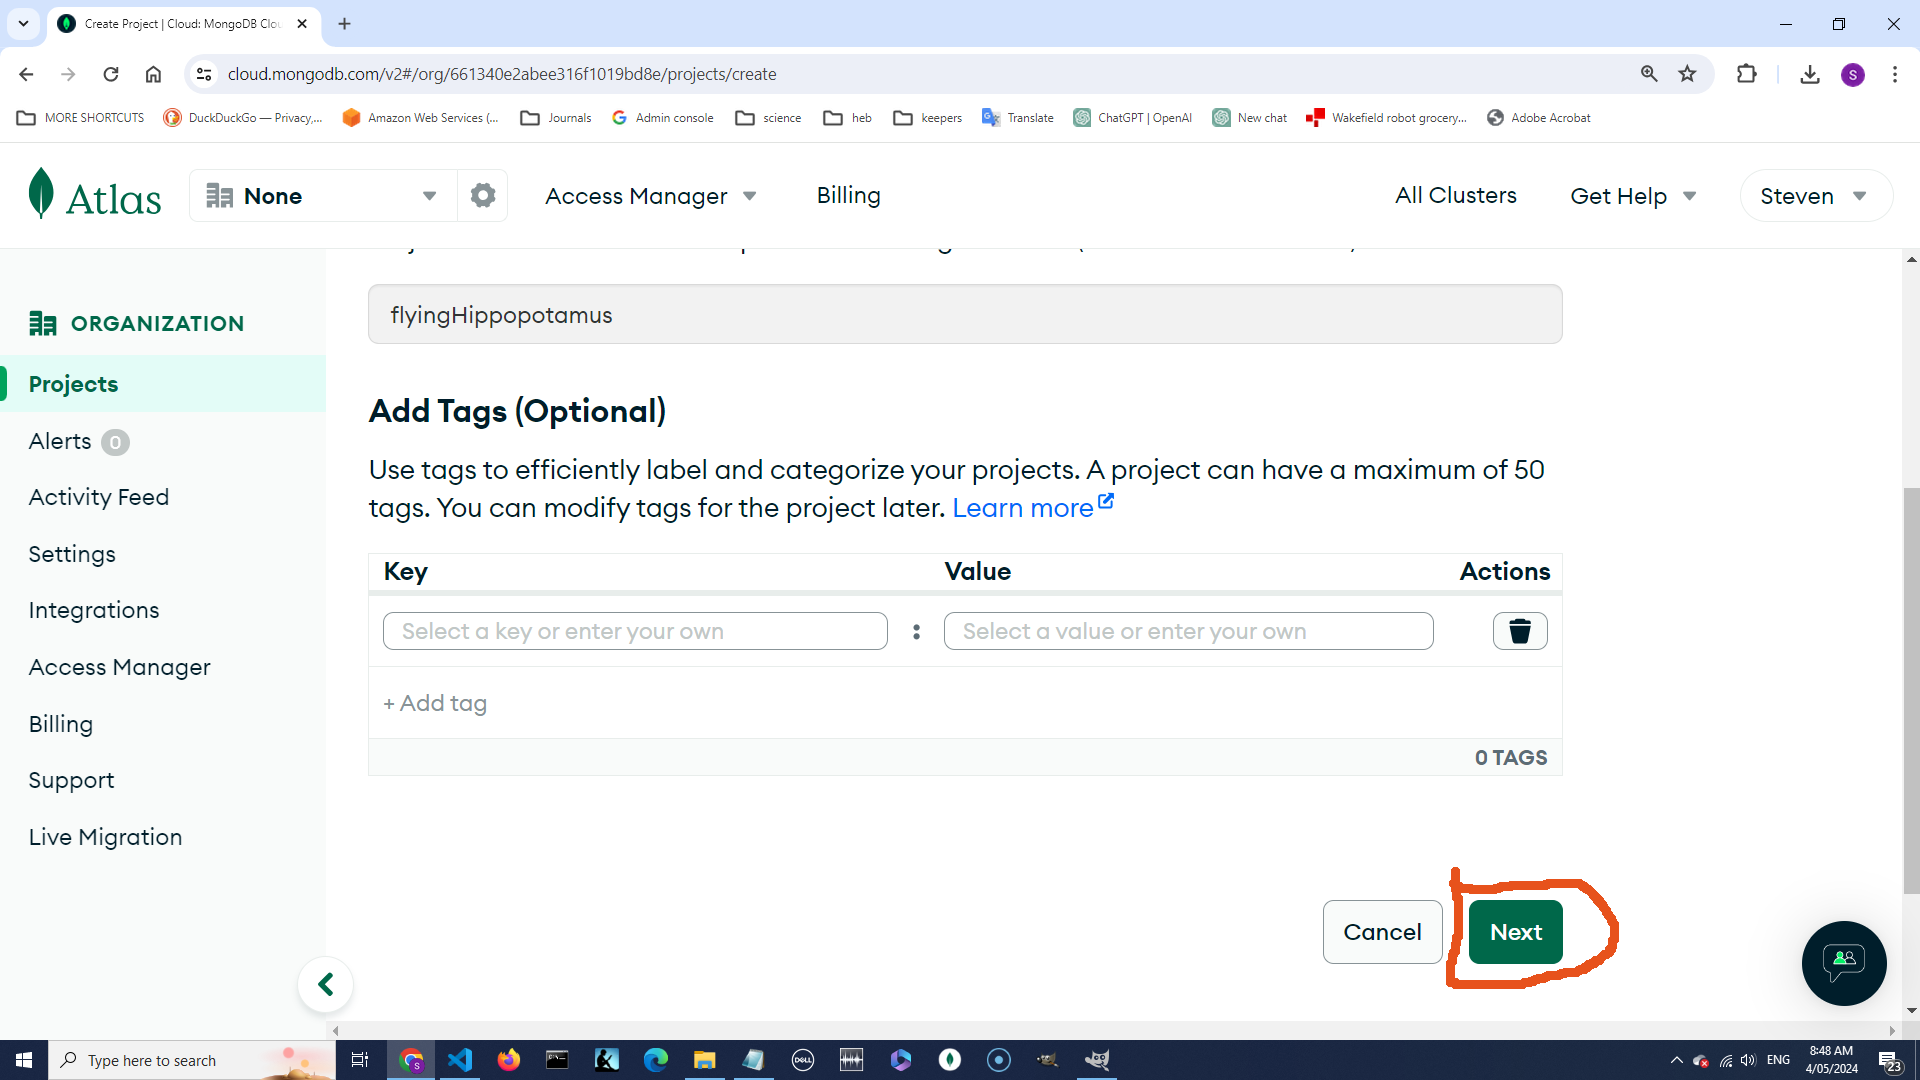 Create Project | Cloud: MongoDB Clou
cloud.mongodb.com/v2#/org/661340e2abee316f1019bd8e/projects/create
S
MORE SHORTCUTS
DuckDuckGo — Privacy,...
Amazon Web Services (...
Journals
Admin console
science
heb
keepers
Translate
ChatGPT | OpenAI
New chat
Wakefield robot grocery...
Adobe Acrobat
Atlas
None
Access Manager
Billing
All Clusters
Get Help
Steven
ORGANIZATION
Projects
Alerts 0
Activity Feed
Settings
Integrations
Access Manager
Billing
Support
Live Migration
flyingHippopotamus
Add Tags (Optional)
Use tags to efficiently label and categorize your projects. A project can have a maximum of 50
tags. You can modify tags for the project later. Learn more
Key Value Actions
Select a key or enter your own : Select a value or enter your own
+ Add tag
0 TAGS
Cancel
Next
Type here to search
DELL
ENG
8:48 AM
4/05/2024
23